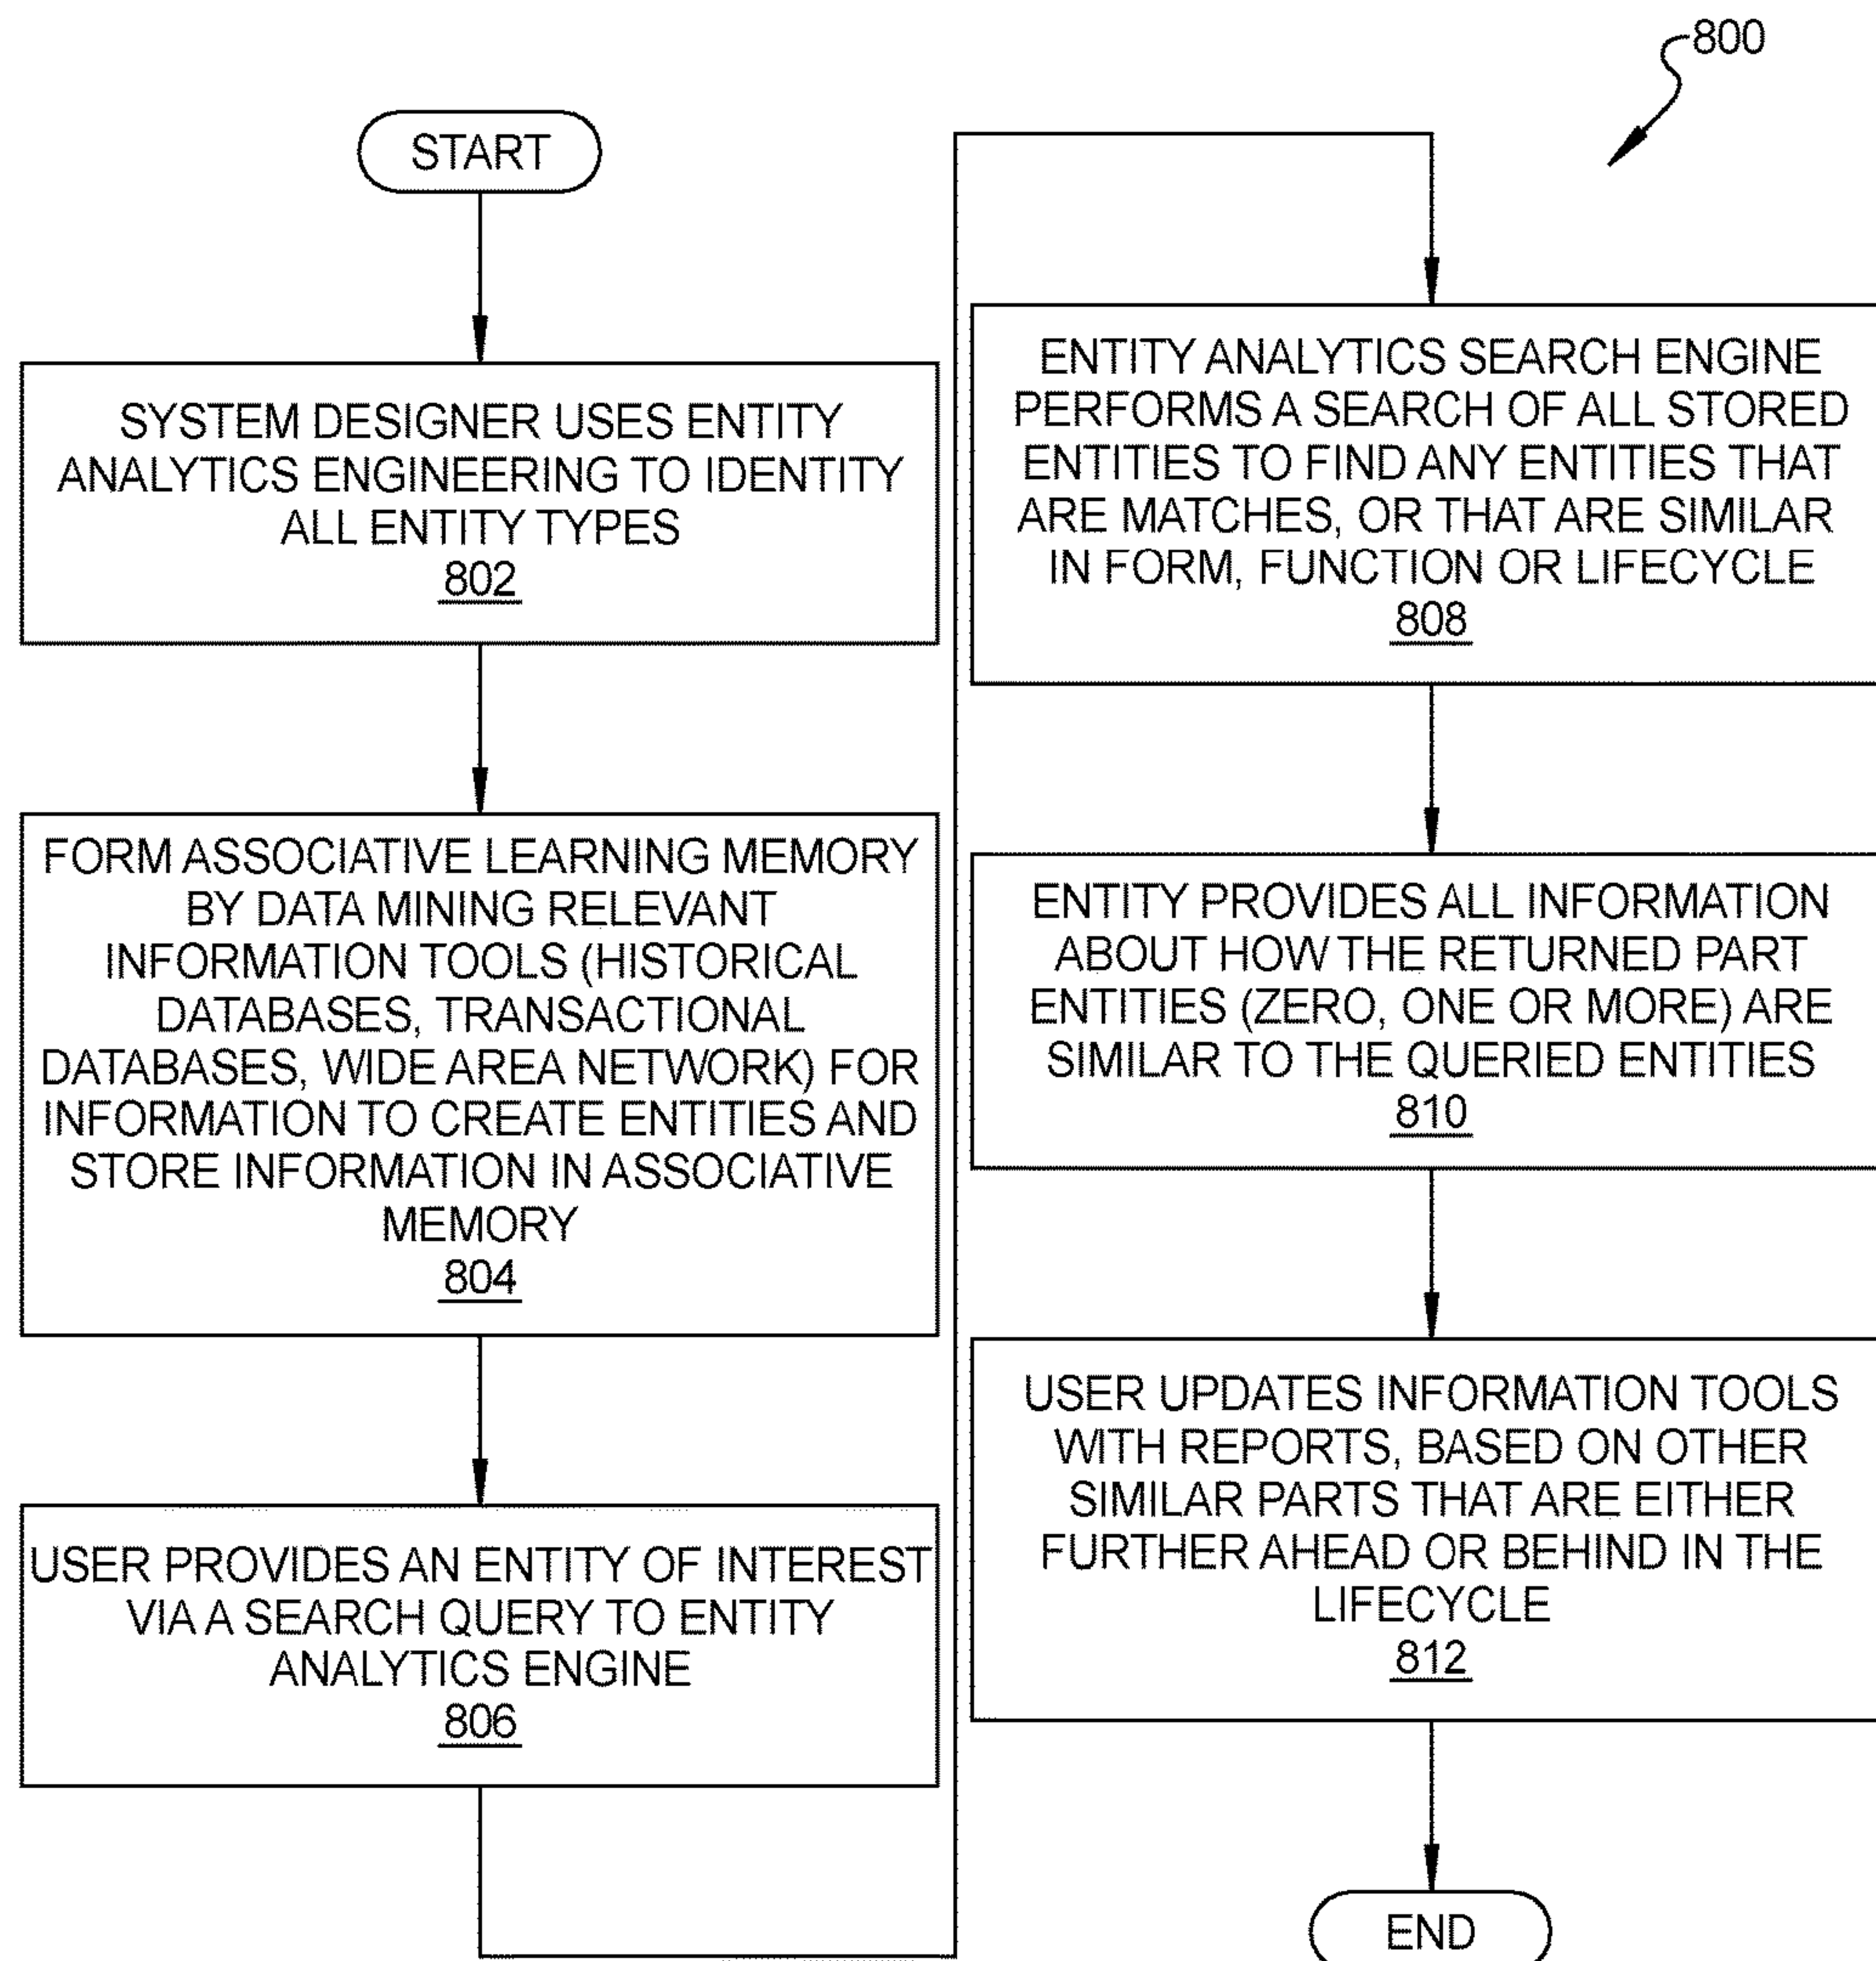 800
START
SYSTEM DESIGNER USES ENTITY
ANALYTICS ENGINEERING TO IDENTITY
ALL ENTITY TYPES
802
FORM ASSOCIATIVE LEARNING MEMORY
BY DATA MINING RELEVANT
INFORMATION TOOLS (HISTORICAL
DATABASES, TRANSACTIONAL
DATABASES, WIDE AREA NETWORK) FOR
INFORMATION TO CREATE ENTITIES AND
STORE INFORMATION IN ASSOCIATIVE
MEMORY
804
USER PROVIDES AN ENTITY OF INTEREST
VIA A SEARCH QUERY TO ENTITY
ANALYTICS ENGINE
806
ENTITY ANALYTICS SEARCH ENGINE
PERFORMS A SEARCH OF ALL STORED
ENTITIES TO FIND ANY ENTITIES THAT
ARE MATCHES, OR THAT ARE SIMILAR
IN FORM, FUNCTION OR LIFECYCLE
808
ENTITY PROVIDES ALL INFORMATION
ABOUT HOW THE RETURNED PART
ENTITIES (ZERO, ONE OR MORE) ARE
SIMILAR TO THE QUERIED ENTITIES
810
USER UPDATES INFORMATION TOOLS
WITH REPORTS, BASED ON OTHER
SIMILAR PARTS THAT ARE EITHER
FURTHER AHEAD OR BEHIND IN THE
LIFECYCLE
812
END